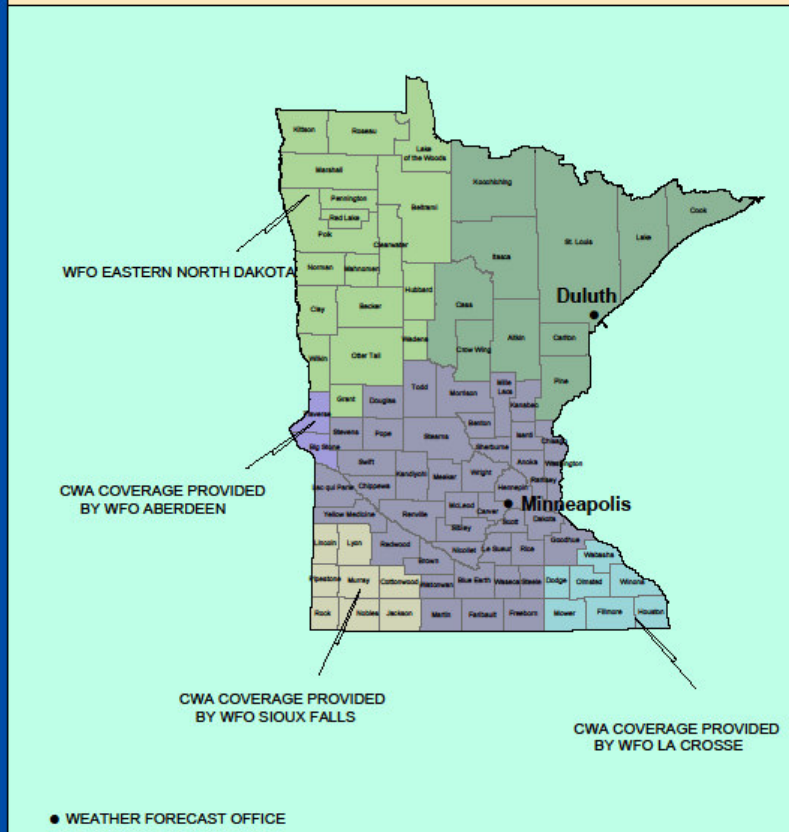 Kittson
Roseau
Lake
of the Woods
Marshall
Koochiching
Pennington
Beltrami
Red Lake
Cook
Polk
Clearwater
St. Louis
Lake
Itasca
WFO EASTERN NORTH DAKOTA
Norman
Mahnomen
Hubbard
Cass
Clay
Becker
Duluth
Wadena
Aitkin
Carlton
Crow Wing
Wilkin
Otter Tail
Pine
Todd
Mille
Lacs
Morrison
Grant
Douglas
Kanabec
Traverse
Benton
Stevens
Pope
Stearns
Isanti
Chisago
Big Stone
Sherburne
Swift
Anoka
Washington
Kandiyohi
Meeker
Wright
Ramsey
Lac qui Parle
Chippewa
Hennepin
CWA COVERAGE PROVIDED
BY WFO ABERDEEN
Minneapolis
McLeod
Carver
Yellow Medicine
Renville
Scott
Dakota
Sibley
Lincoln
Lyon
Redwood
Nicollet
Le Sueur
Rice
Goodhue
Wabasha
Brown
Pipestone
Murray
Cottonwood
Watonwan
Blue Earth
Waseca
Steele
Dodge
Olmsted
Winona
Rock
Nobles
Jackson
Martin
Faribault
Freeborn
Mower
Fillmore
Houston
CWA COVERAGE PROVIDED
BY WFO SIOUX FALLS
CWA COVERAGE PROVIDED
BY WFO LA CROSSE
WEATHER FORECAST OFFICE